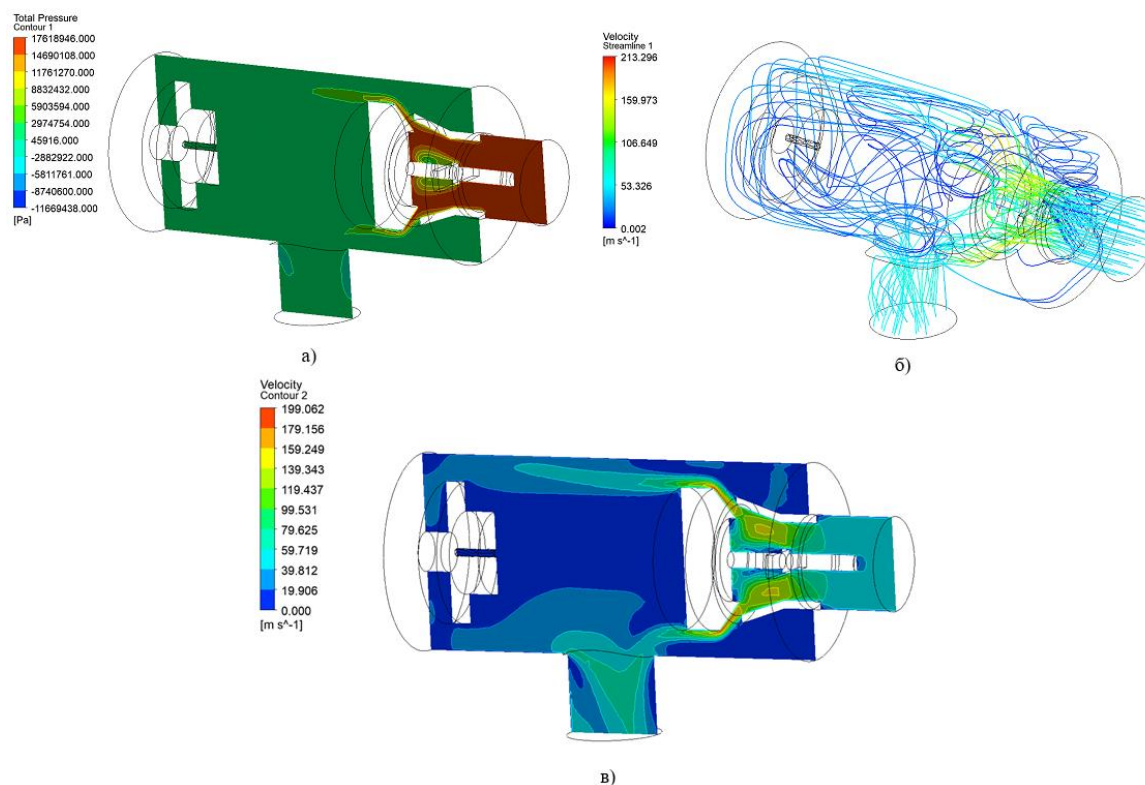 Total Pressure
Contour 1
17618946.000
14690108.000
11761270.000
8832432.000
5903594.000
2974754.000
45916.000
-2882922.000
-5811761.000
-8740600.000
-11669438.000
[Pa]
а)
Velocity
Streamline 1
213.296
159.973
106.649
53.326
0.002
[m s^-1]
б)
Velocity
Contour 2
199.062
179.156
159.249
139.343
119.437
99.531
79.625
59.719
39.812
19.906
0.000
[m s^-1]
в)